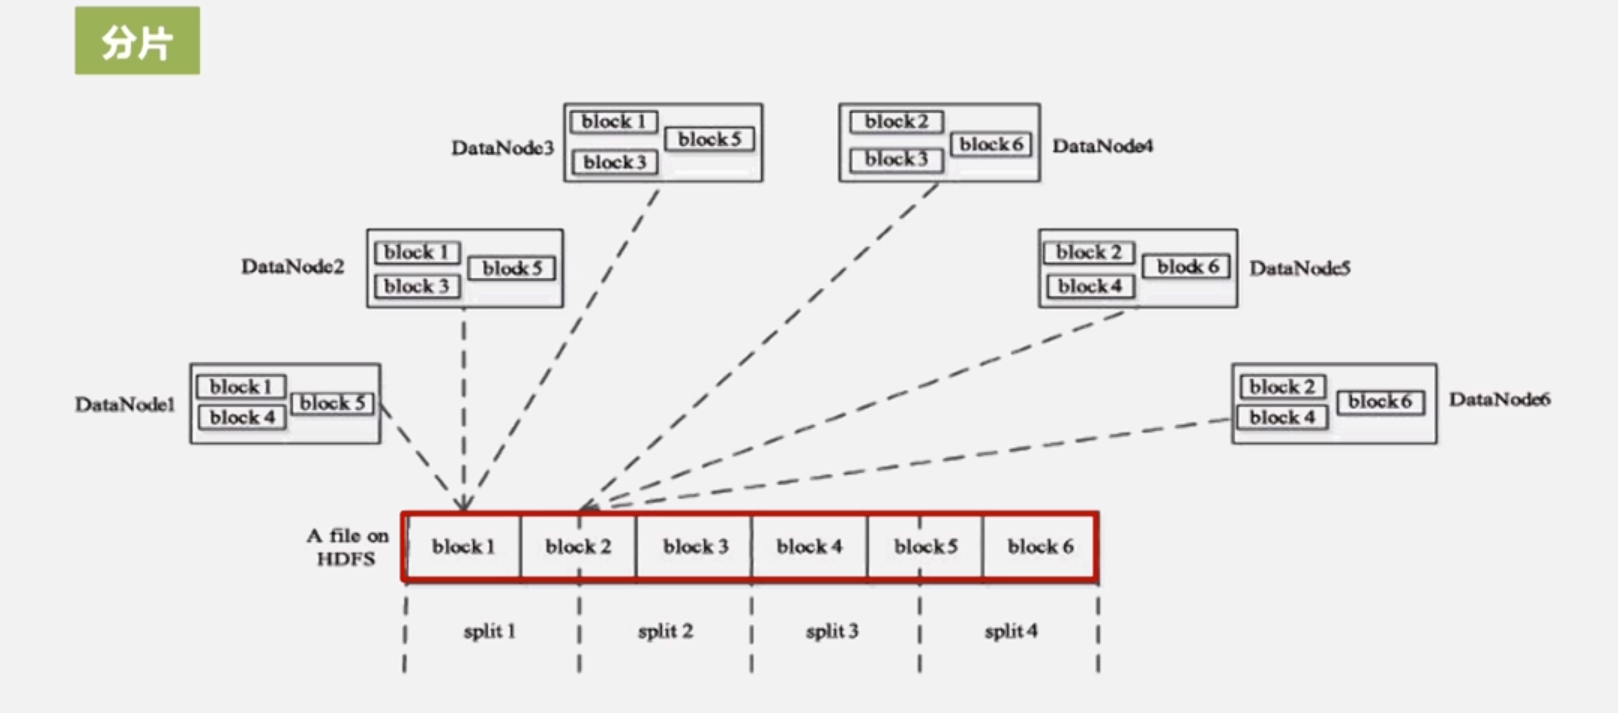 分片
DataNode3
block 1
block 3
block 5
block 2
block 3
block 6
DataNode4
DataNode2
block 1
block 3
block 5
block 2
block 4
block 6
DataNode5
DataNode1
block 1
block 4
block 5
block 2
block 4
block 6
DataNode6
A file on
HDFS
block 1
block 2
block 3
block 4
block 5
block 6
split 1
split 2
split 3
split 4